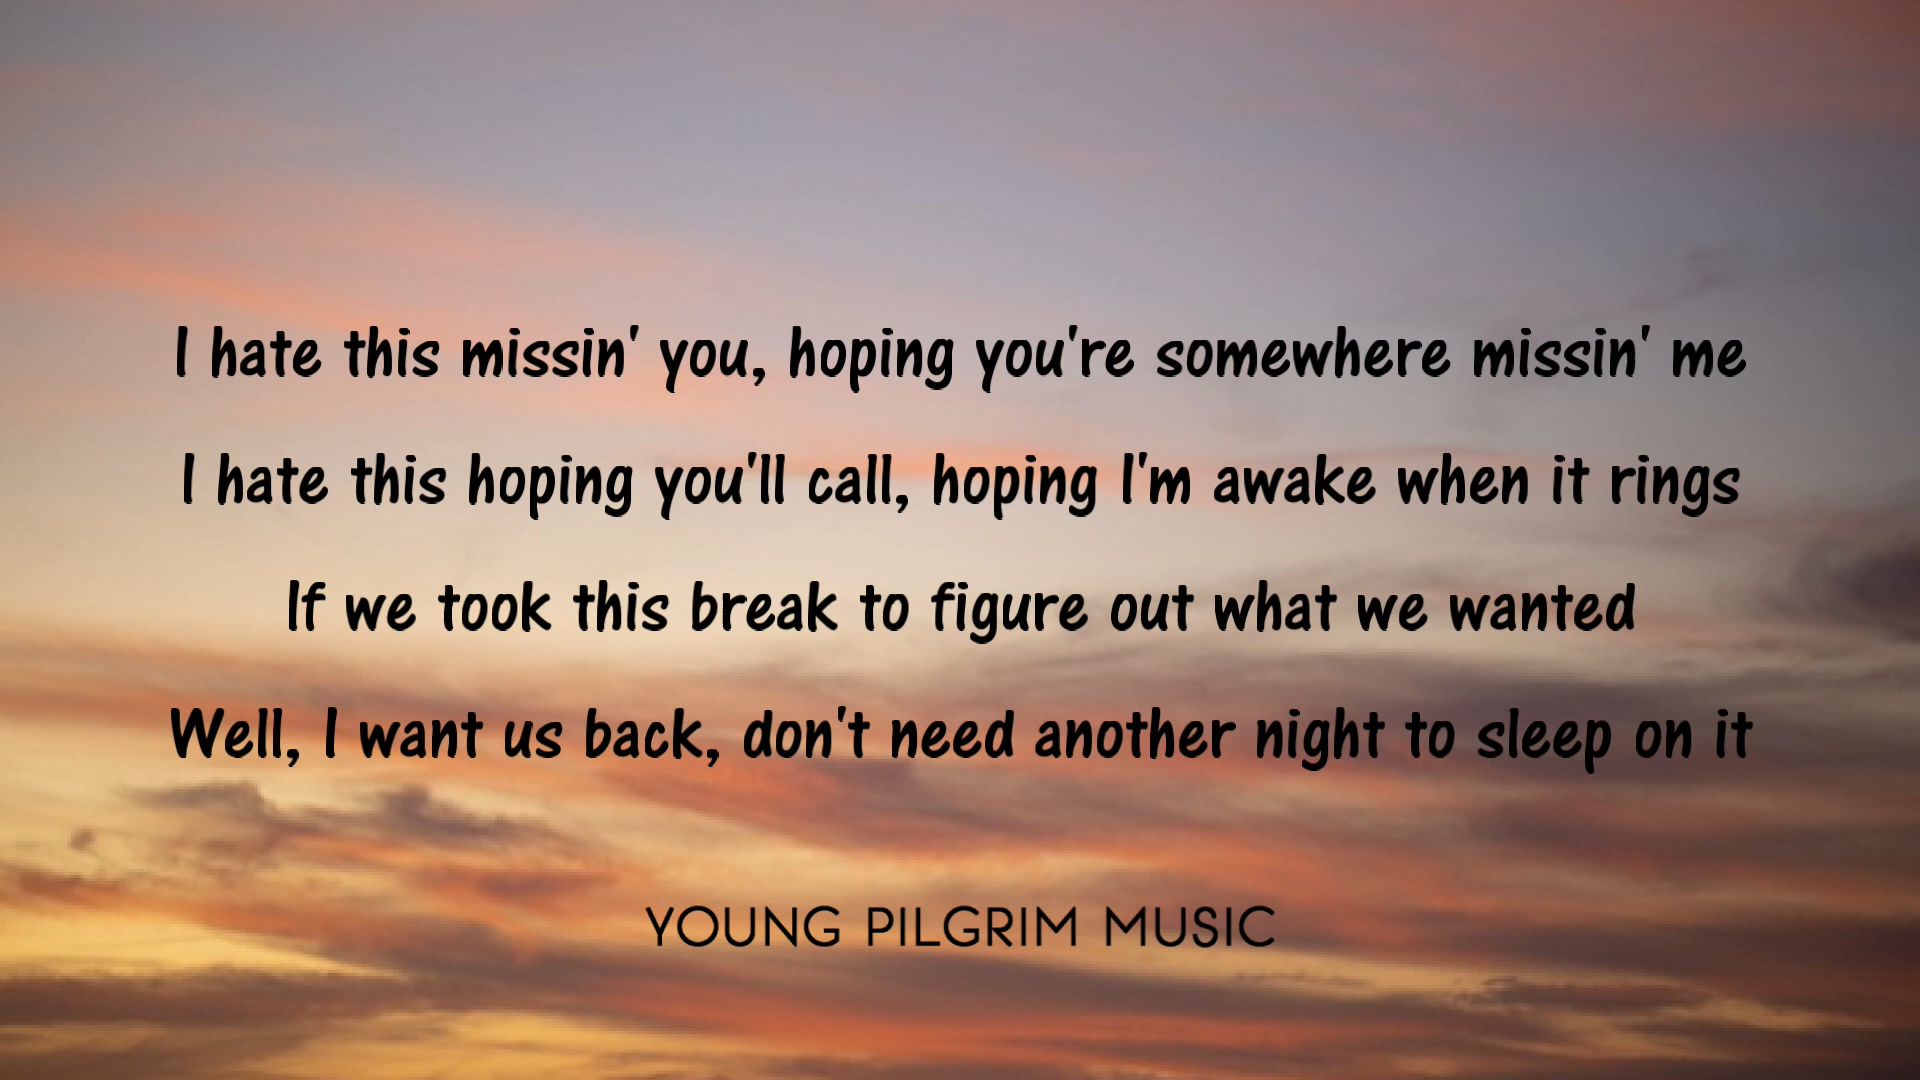 I hate this missin' you, hoping you're somewhere missin' me
I hate this hoping you'll call, hoping I'm awake when it rings
If we took this break to figure out what we wanted
Well, I want us back, don't need another night to sleep on it
YOUNG PILGRIM MUSIC